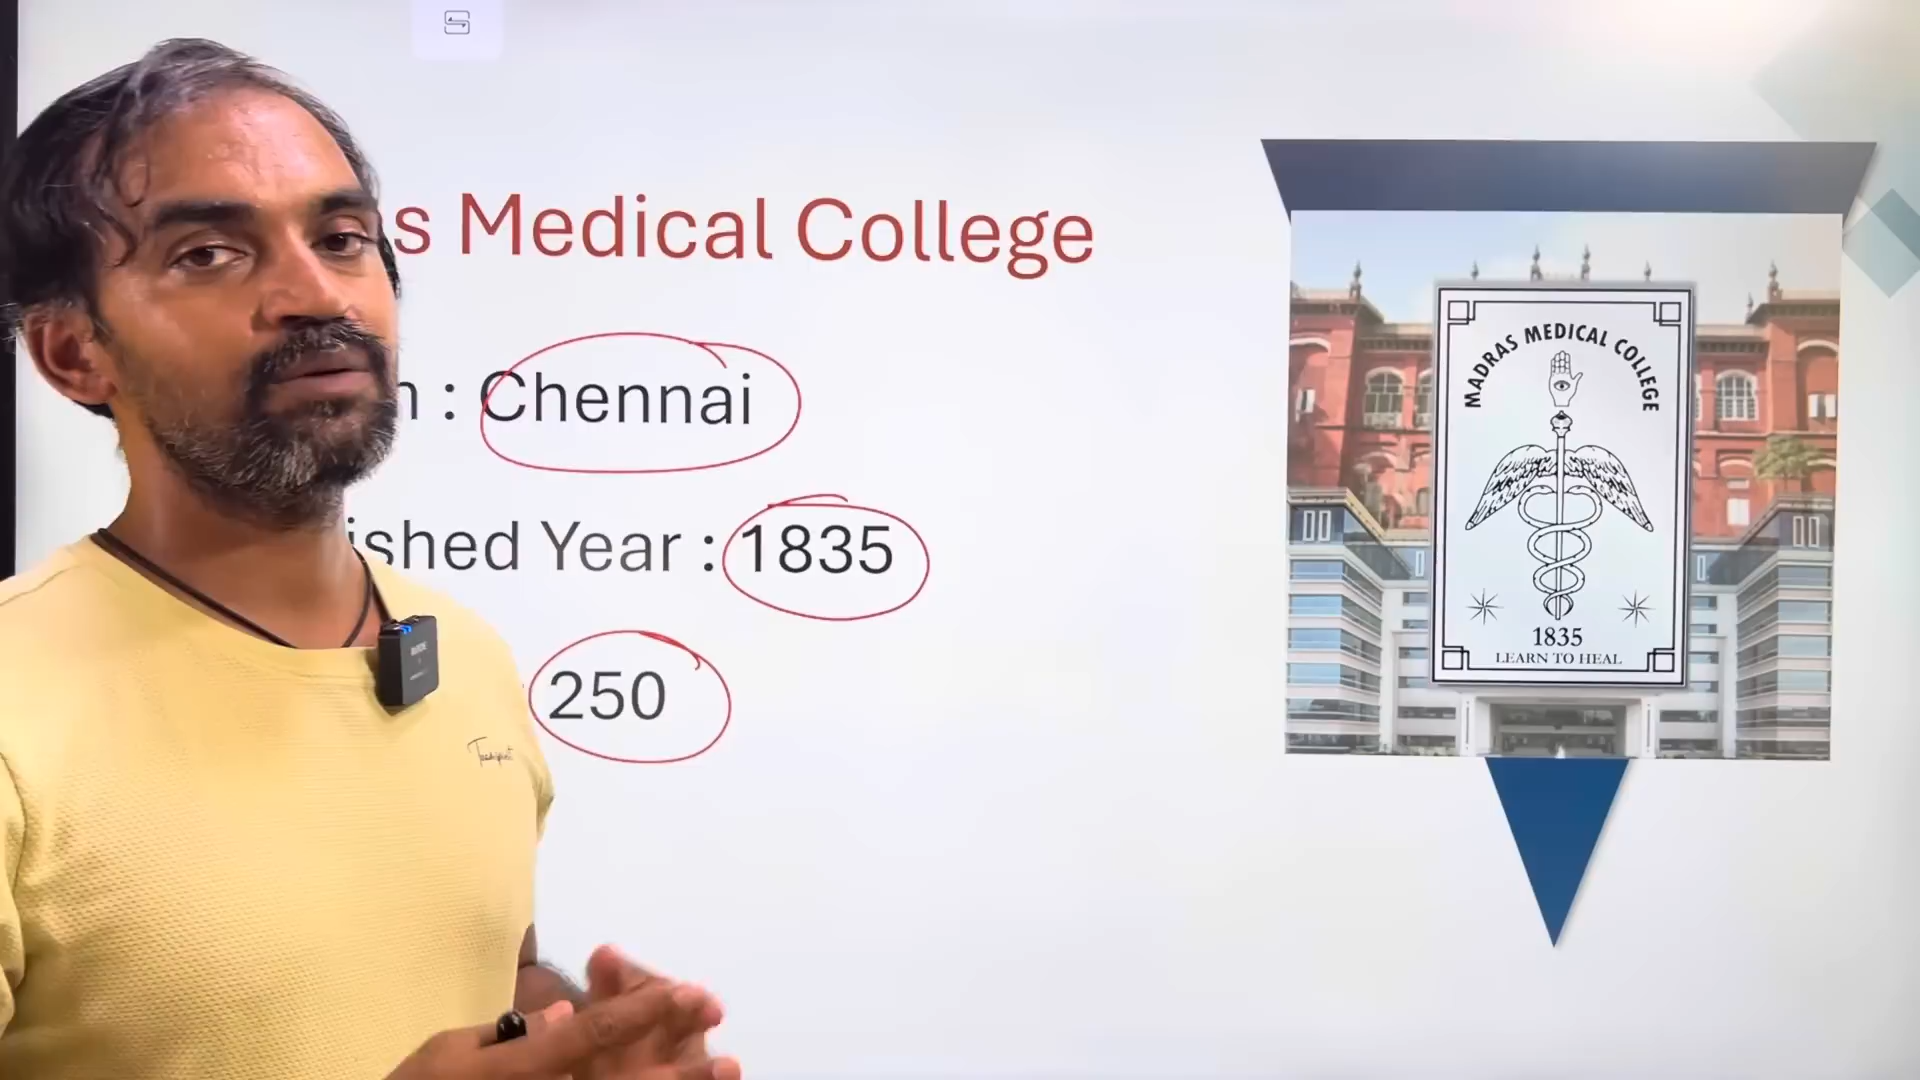 s Medical College
: Chennai
ished Year : 1835
250
MADRAS MEDICAL COLLEGE
1835
LEARN TO HEAL